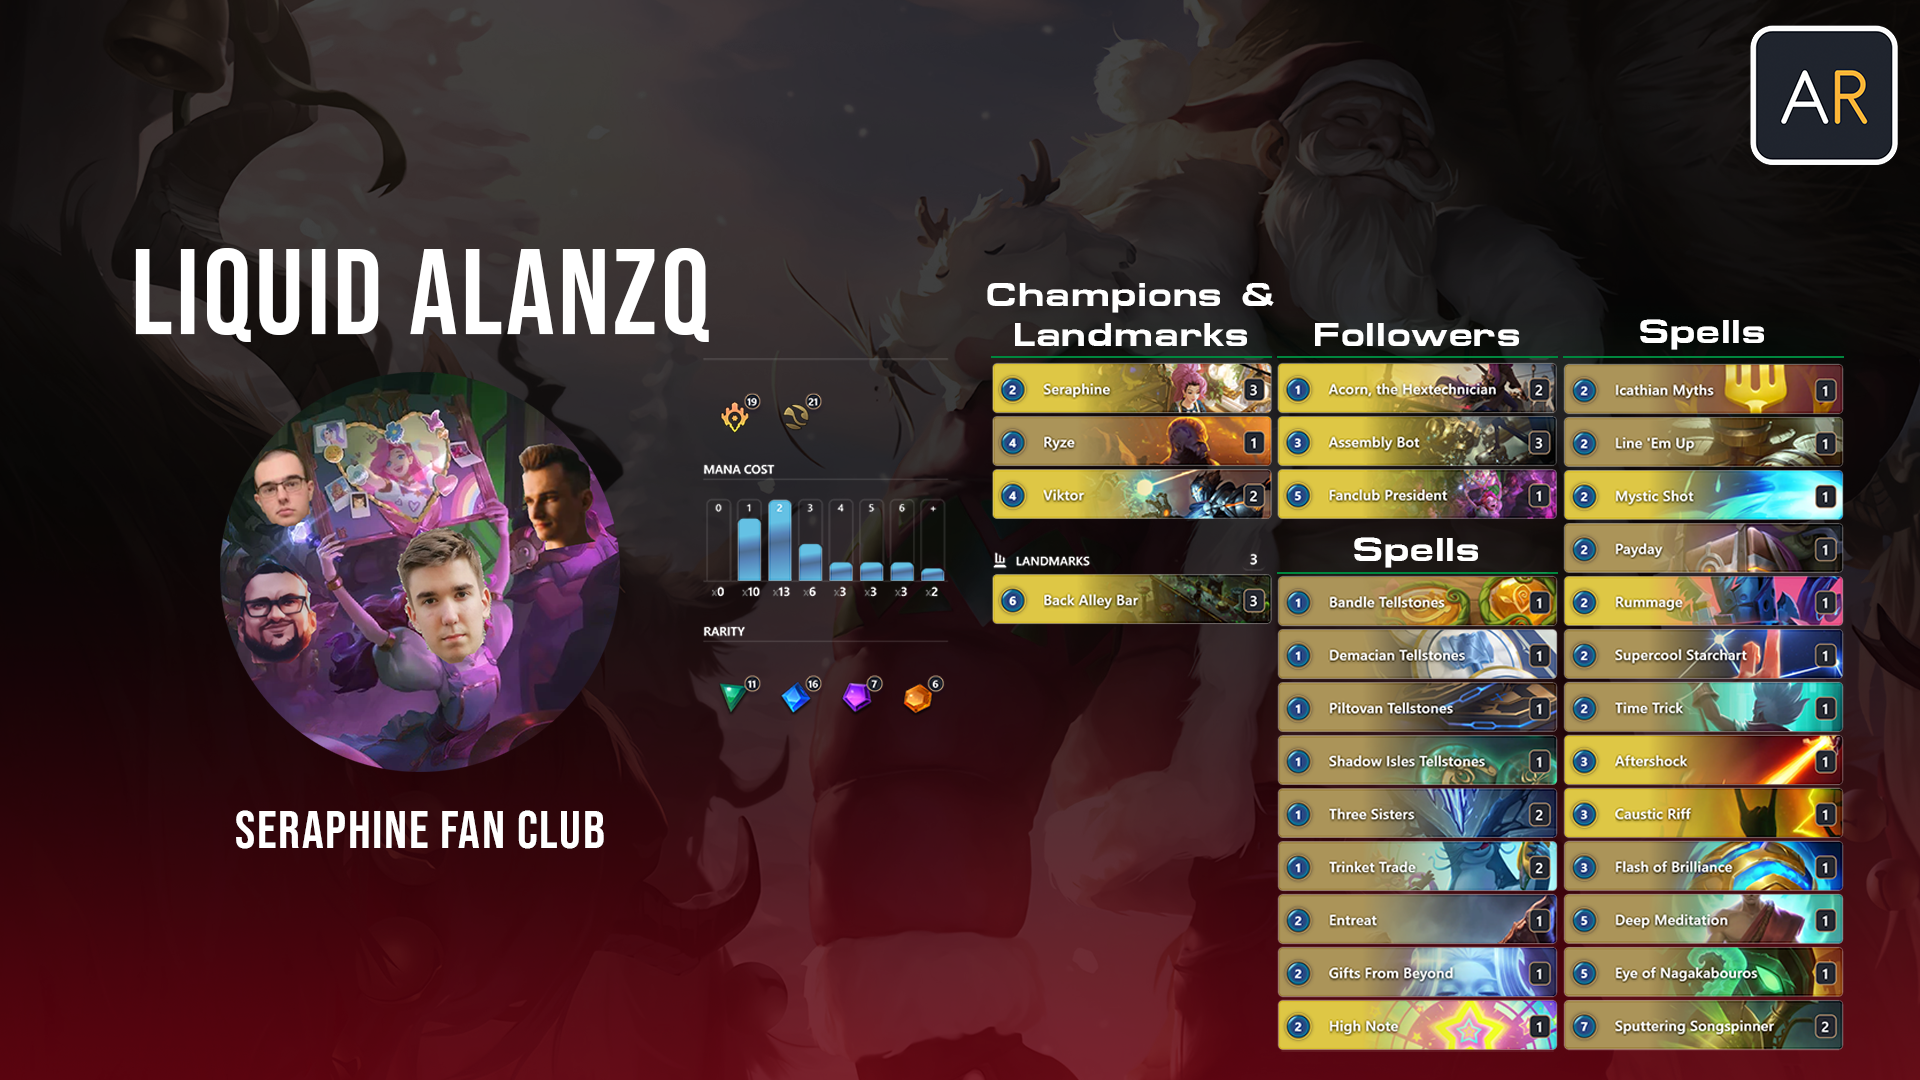 AR
LIQUID ALANZQ
SERAPHINE FAN CLUB
19 21
MANA COST
0 1 2 3 4 5 6 +
x0 x10 x13 x6 x3 x3 x3 x2
RARITY
11 16 7 6
Champions &
Landmarks
2 Seraphine 3
4 Ryze 1
4 Viktor 2
LANDMARKS 3
6 Back Alley Bar 3
Followers
1 Acorn, the Hextechnician 2
3 Assembly Bot 3
5 Fanclub President 1
Spells
1 Bandle Tellstones 1
1 Demacian Tellstones 1
1 Piltovan Tellstones 1
1 Shadow Isles Tellstones 1
1 Three Sisters 2
1 Trinket Trade 2
2 Entreat 1
2 Gifts From Beyond 1
2 High Note 1
Spells
2 Icathian Myths 1
2 Line 'Em Up 1
2 Mystic Shot 1
2 Payday 1
2 Rummage 1
2 Supercool Starchart 1
2 Time Trick 1
3 Aftershock 1
3 Caustic Riff 1
3 Flash of Brilliance 1
5 Deep Meditation 1
5 Eye of Nagakabouros 1
7 Sputtering Songspinner 2